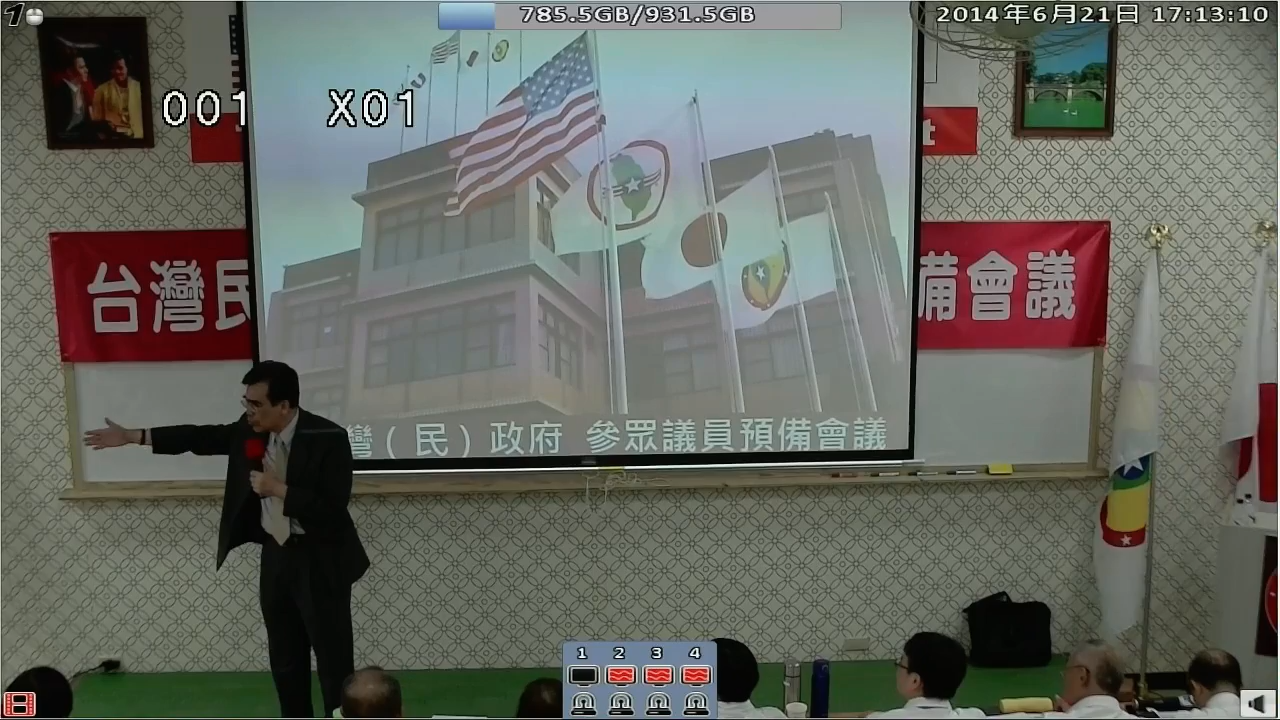 1
785.5GB/931.5GB
2014年6月21日 17:13:10
001 X01
t
台灣民
備會議
灣（民）政府 參眾議員預備會議
1 2 3 4